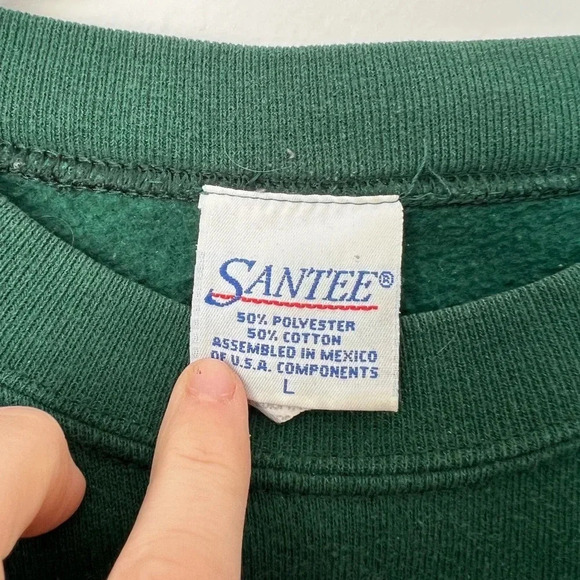 SANTEE®
50% POLYESTER
50% COTTON
ASSEMBLED IN MEXICO
OF U.S.A. COMPONENTS
L